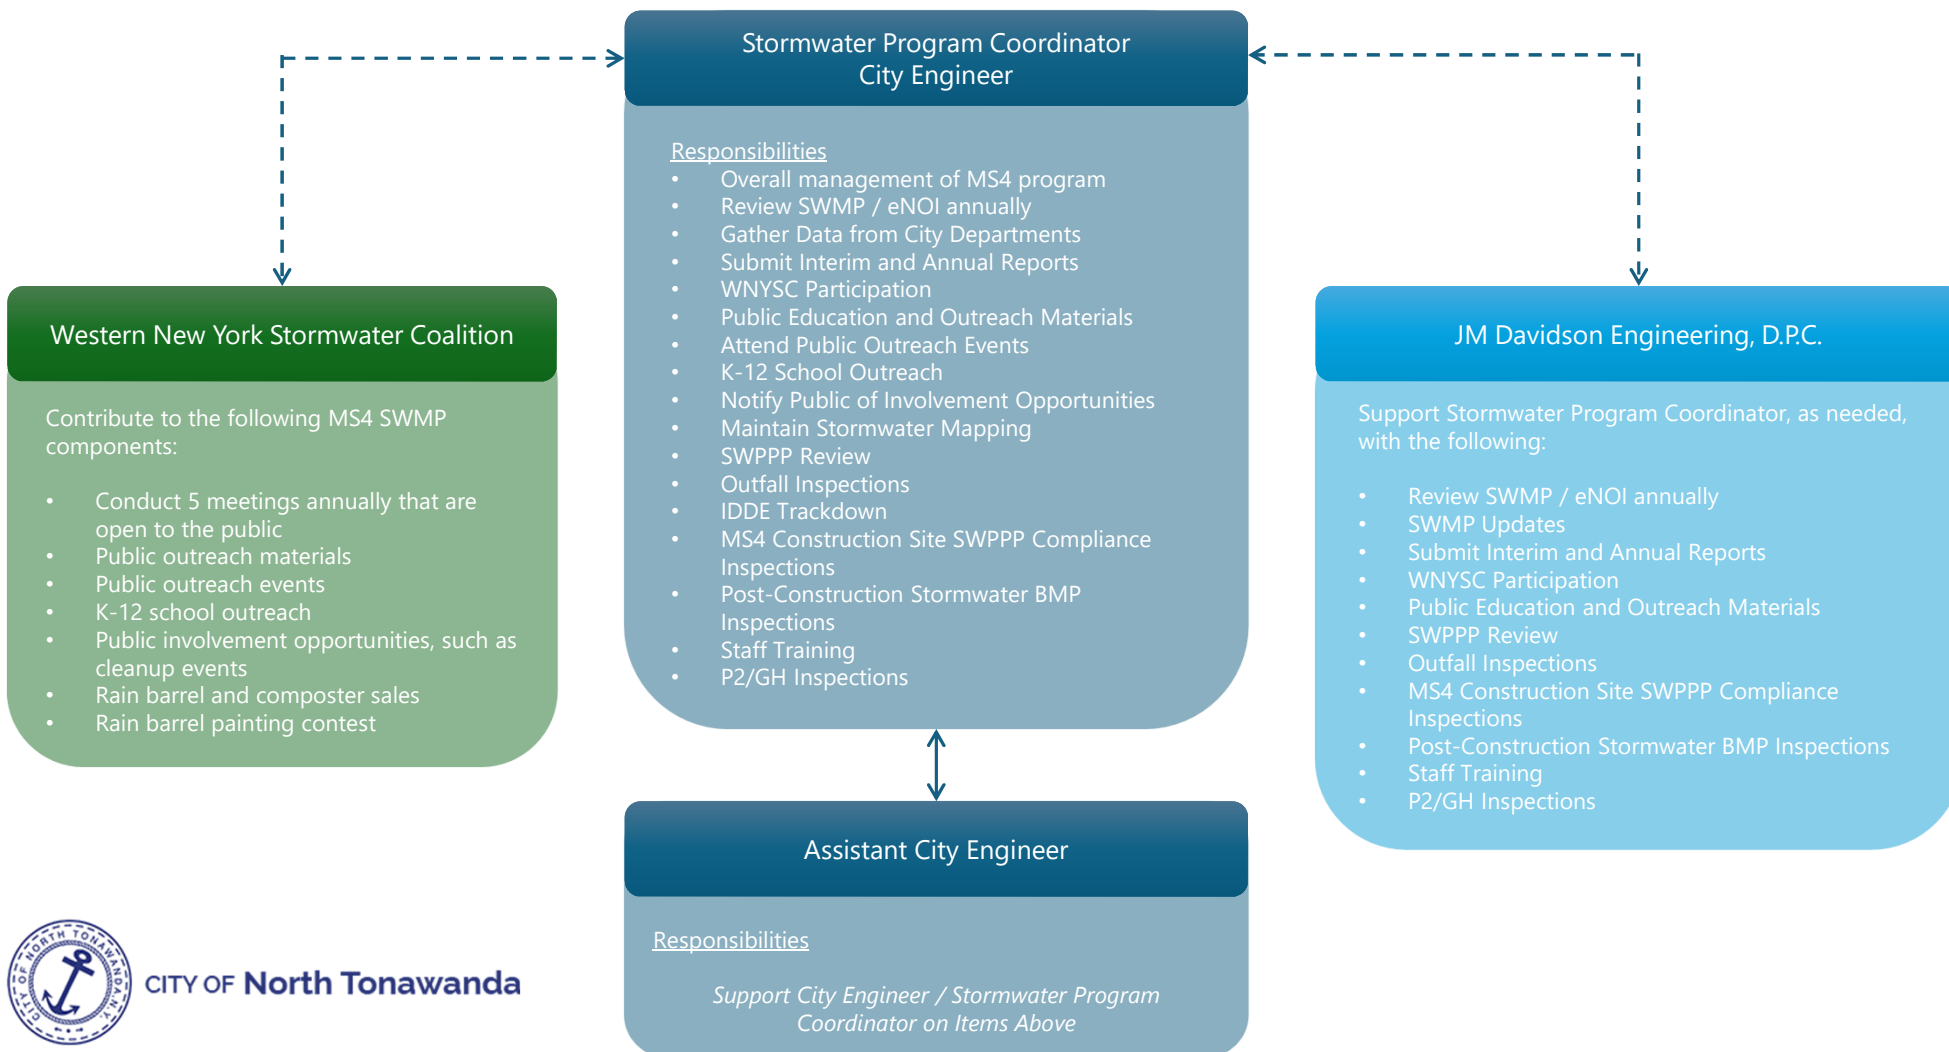 Stormwater Program Coordinator
City Engineer
Responsibilities
• Overall management of MS4 program
• Review SWMP / eNOI annually
• Gather Data from City Departments
• Submit Interim and Annual Reports
• WNYSC Participation
• Public Education and Outreach Materials
• Attend Public Outreach Events
• K-12 School Outreach
• Notify Public of Involvement Opportunities
• Maintain Stormwater Mapping
• SWPPP Review
• Outfall Inspections
• IDDE Trackdown
• MS4 Construction Site SWPPP Compliance
Inspections
• Post-Construction Stormwater BMP
Inspections
• Staff Training
• P2/GH Inspections
Western New York Stormwater Coalition
Contribute to the following MS4 SWMP
components:
• Conduct 5 meetings annually that are
open to the public
• Public outreach materials
• Public outreach events
• K-12 school outreach
• Public involvement opportunities, such as
cleanup events
• Rain barrel and composter sales
• Rain barrel painting contest
JM Davidson Engineering, D.P.C.
Support Stormwater Program Coordinator, as needed,
with the following:
• Review SWMP / eNOI annually
• SWMP Updates
• Submit Interim and Annual Reports
• WNYSC Participation
• Public Education and Outreach Materials
• SWPPP Review
• Outfall Inspections
• MS4 Construction Site SWPPP Compliance
Inspections
• Post-Construction Stormwater BMP Inspections
• Staff Training
• P2/GH Inspections
Assistant City Engineer
Responsibilities
Support City Engineer / Stormwater Program
Coordinator on Items Above
CITY OF NORTH TONAWANDA N.Y.
CITY OF North Tonawanda